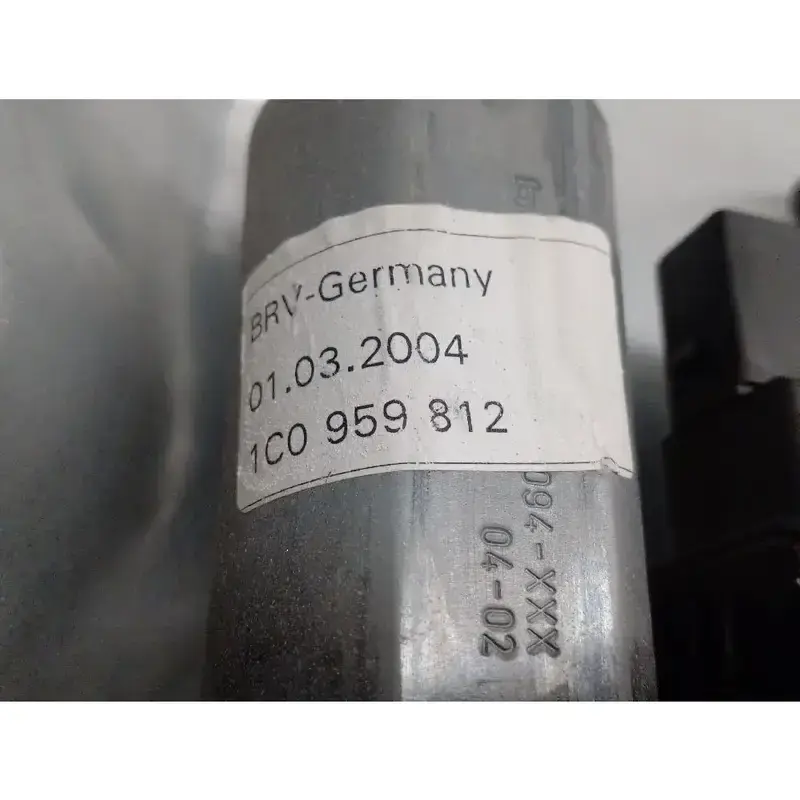 BRV-Germany
01.03.2004
1C0 959 812
094-XXX
04-02